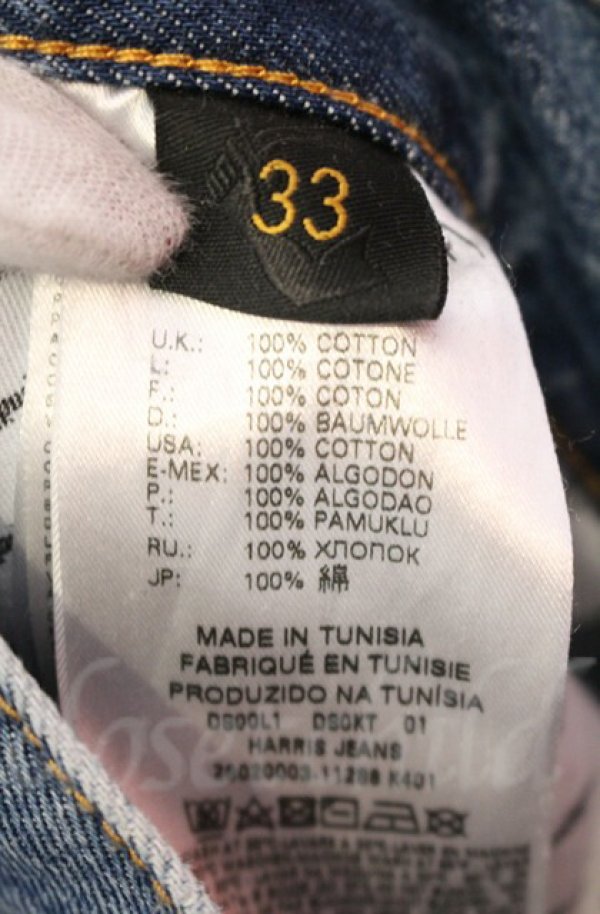 33
U.K.: 100% COTTON
I.: 100% COTONE
F.: 100% COTON
D.: 100% BAUMWOLLE
USA: 100% COTTON
E-MEX: 100% ALGODON
P.: 100% ALGODAO
T.: 100% PAMUKLU
RU.: 100% ХЛОПОК
JP: 100% 綿
MADE IN TUNISIA
FABRIQUÉ EN TUNISIE
PRODUZIDO NA TUNÍSIA
01
HARRIS JEANS